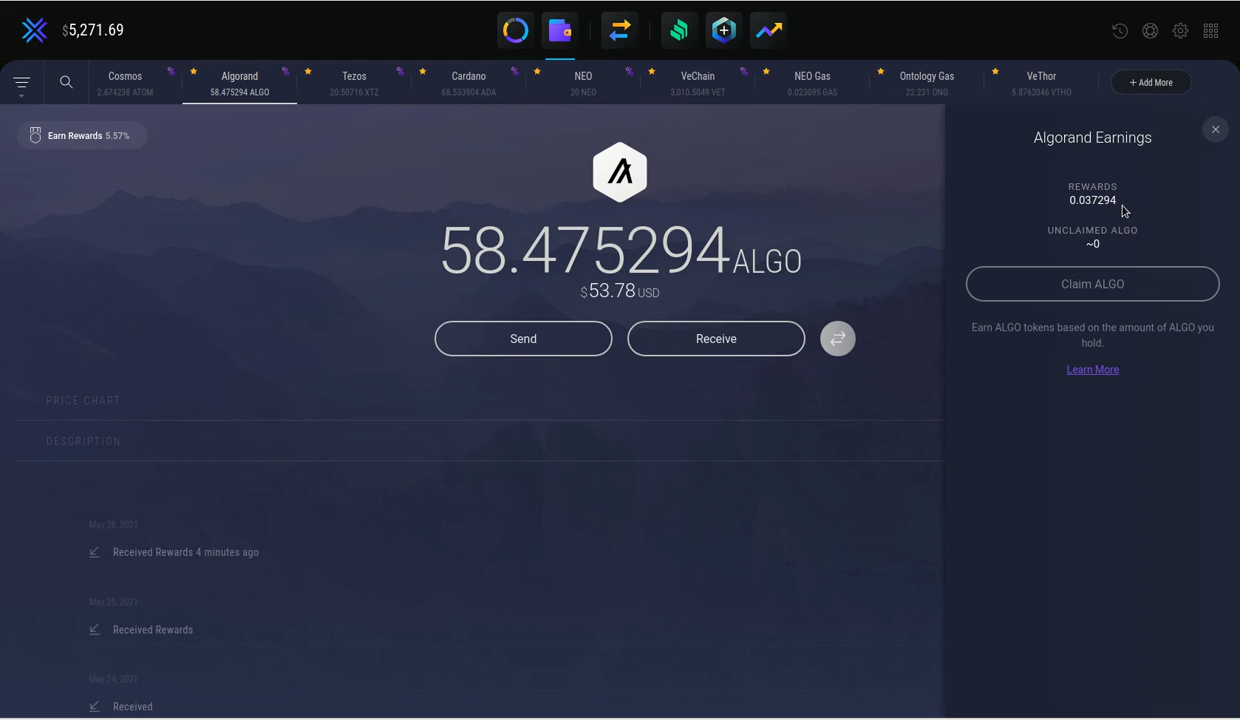 $5,271.69
Cosmos
2.674238 ATOM
Algorand
58.475294 ALGO
Tezos
20.50716 XTZ
Cardano
68.533904 ADA
NEO
20 NEO
VeChain
3,010.5049 VET
NEO Gas
0.023095 GAS
Ontology Gas
22.231 ONG
VeThor
5.8762046 VTHO
+ Add More
Earn Rewards 5.57%
58.475294 ALGO
$53.78 USD
Send
Receive
PRICE CHART
DESCRIPTION
May 28, 2021
Received Rewards 4 minutes ago
May 25, 2021
Received Rewards
May 24, 2021
Received
Algorand Earnings
REWARDS
0.037294
UNCLAIMED ALGO
~0
Claim ALGO
Earn ALGO tokens based on the amount of ALGO you
hold.
Learn More